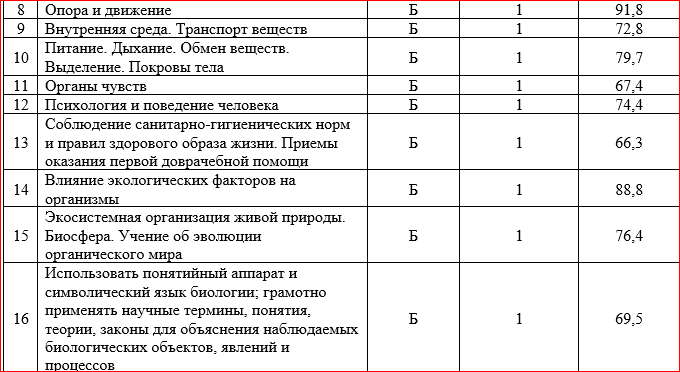 8 Опора и движение Б 1 91,8
9 Внутренняя среда. Транспорт веществ Б 1 72,8
10 Питание. Дыхание. Обмен веществ. Б 1 79,7
Выделение. Покровы тела
11 Органы чувств Б 1 67,4
12 Психология и поведение человека Б 1 74,4
Соблюдение санитарно-гигиенических норм
13 и правил здорового образа жизни. Приемы Б 1 66,3
оказания первой доврачебной помощи
14 Влияние экологических факторов на Б 1 88,8
организмы
Экосистемная организация живой природы.
15 Биосфера. Учение об эволюции Б 1 76,4
органического мира
Использовать понятийный аппарат и
символический язык биологии; грамотно
16 применять научные термины, понятия, Б 1 69,5
теории, законы для объяснения наблюдаемых
биологических объектов, явлений и
процессов